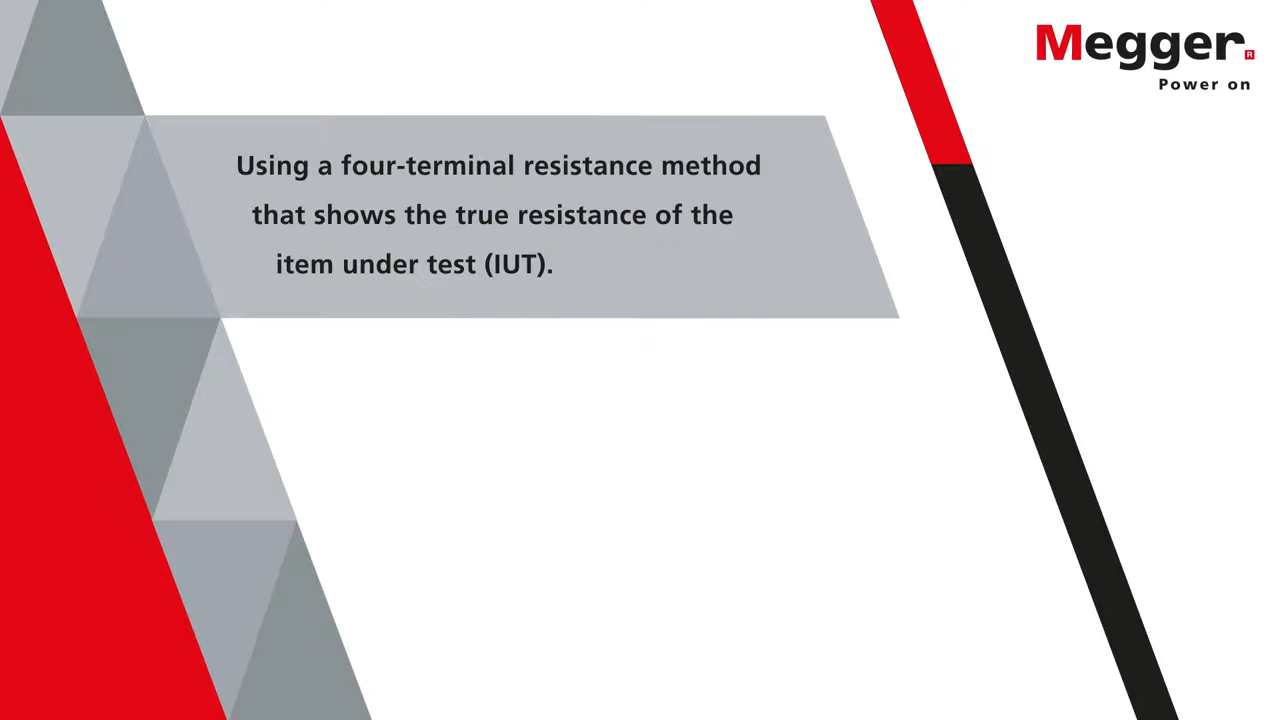 Megger®
Power on
Using a four-terminal resistance method
that shows the true resistance of the
item under test (IUT).